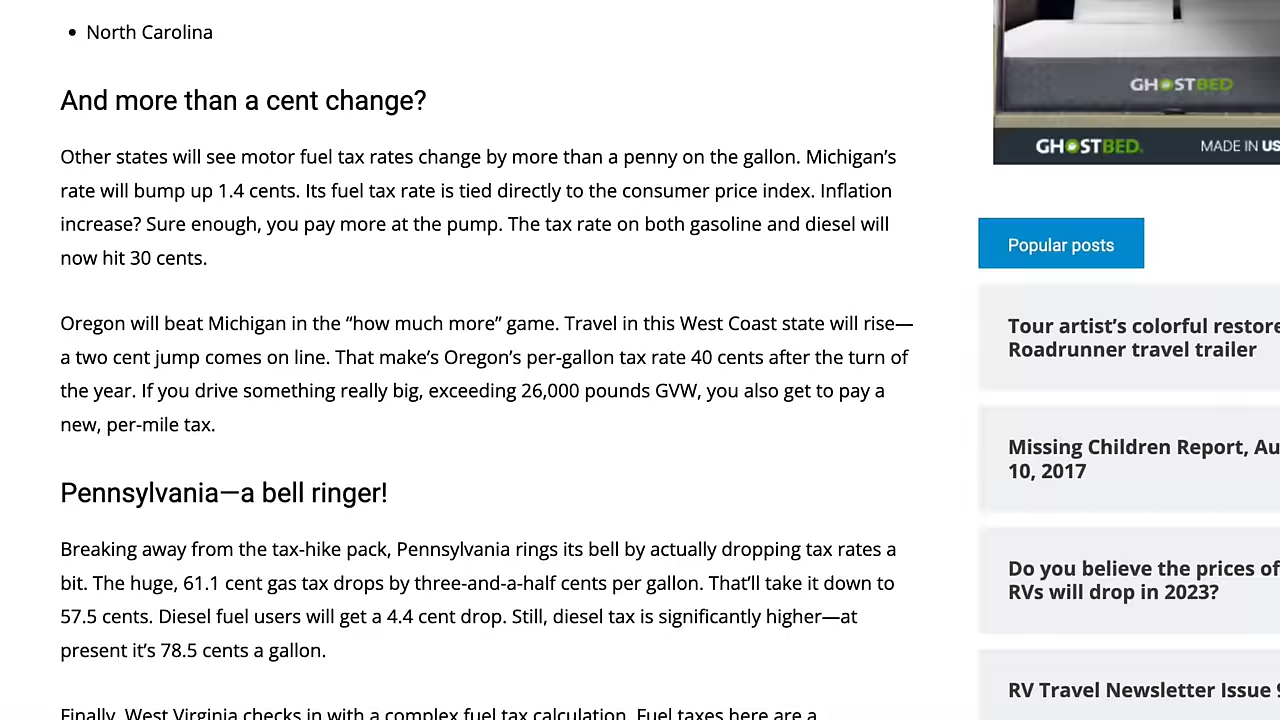 • North Carolina
And more than a cent change?
Other states will see motor fuel tax rates change by more than a penny on the gallon. Michigan’s
rate will bump up 1.4 cents. Its fuel tax rate is tied directly to the consumer price index. Inflation
increase? Sure enough, you pay more at the pump. The tax rate on both gasoline and diesel will
now hit 30 cents.
Oregon will beat Michigan in the “how much more” game. Travel in this West Coast state will rise—
a two cent jump comes on line. That make’s Oregon’s per-gallon tax rate 40 cents after the turn of
the year. If you drive something really big, exceeding 26,000 pounds GVW, you also get to pay a
new, per-mile tax.
Pennsylvania—a bell ringer!
Breaking away from the tax-hike pack, Pennsylvania rings its bell by actually dropping tax rates a
bit. The huge, 61.1 cent gas tax drops by three-and-a-half cents per gallon. That’ll take it down to
57.5 cents. Diesel fuel users will get a 4.4 cent drop. Still, diesel tax is significantly higher—at
present it’s 78.5 cents a gallon.
Finally, West Virginia checks in with a complex fuel tax calculation. Fuel taxes here are a
GHOSTBED
GHOSTBED. MADE IN US
Popular posts
Tour artist’s colorful restore
Roadrunner travel trailer
Missing Children Report, Au
10, 2017
Do you believe the prices of
RVs will drop in 2023?
RV Travel Newsletter Issue 9